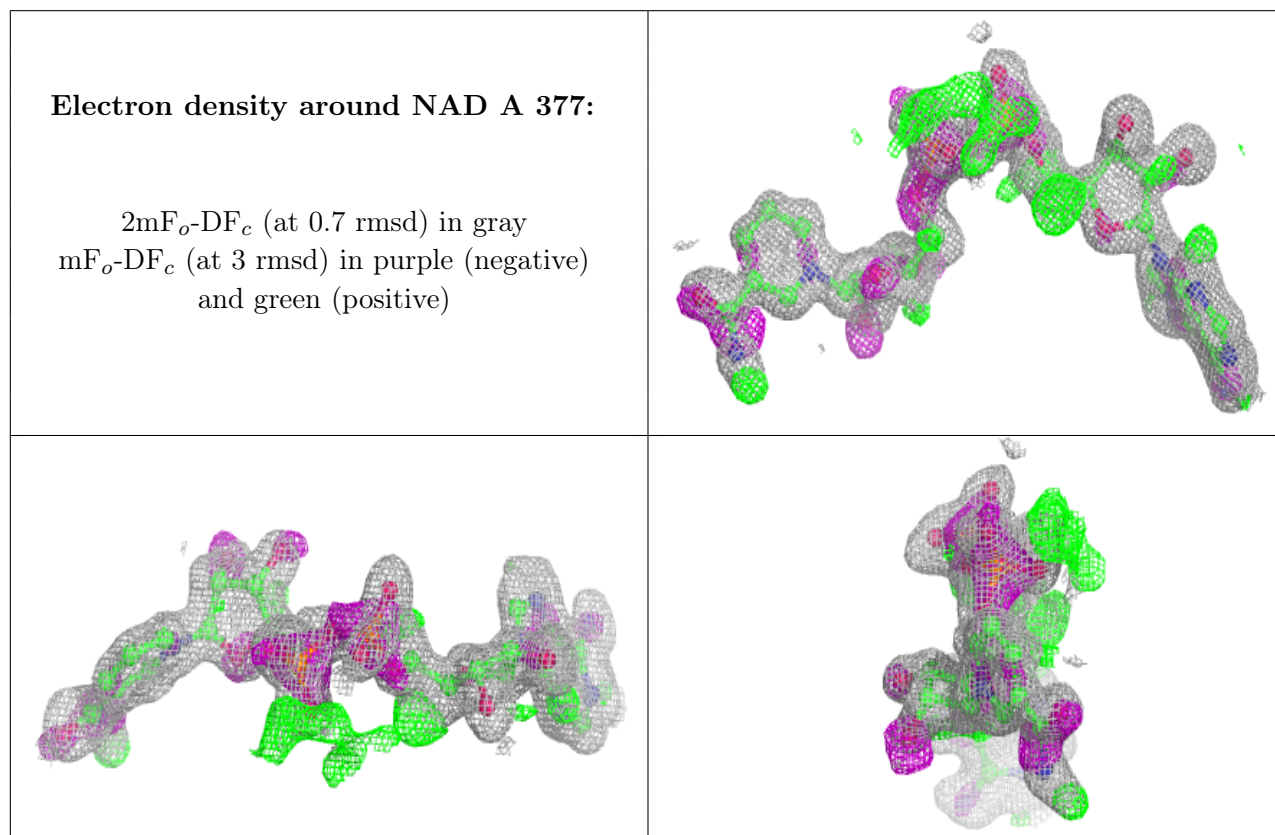 Electron density around NAD A 377:
2mFo-DFc (at 0.7 rmsd) in gray
mFo-DFc (at 3 rmsd) in purple (negative)
and green (positive)